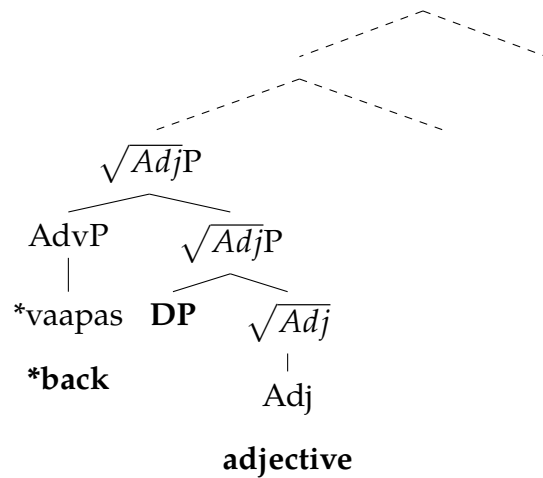 √AdjP
AdvP √AdjP
*vaapas DP √Adj
*back
Adj
adjective